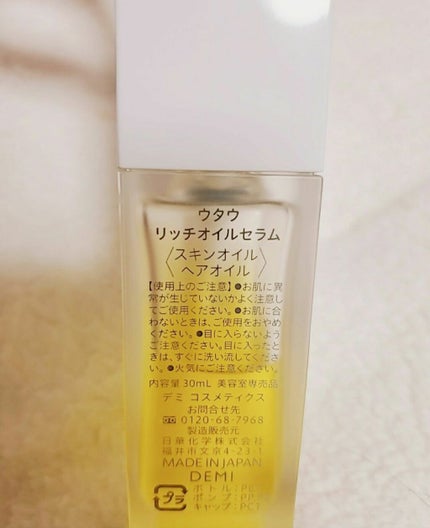 ウタウ
リッチオイルセラム
〈スキンオイル
ヘアオイル〉
【使用上のご注意】●お肌に異
常が生じていないかよく注意し
てご使用ください。●お肌に合
わないときは、ご使用をおやめ
ください。●目に入らないよう
ご注意ください。目に入ったと
きは、すぐに洗い流してくださ
い。●火気にご注意ください。
内容量 30mL 美容室専売品
デミ コスメティクス
お問合せ先
0120-68-7968
製造販売元
日華化学株式会社
福井市文京4-23-1
MADE IN JAPAN
DEMI
プラ
ボトル:
ポンプ:
キャップ: